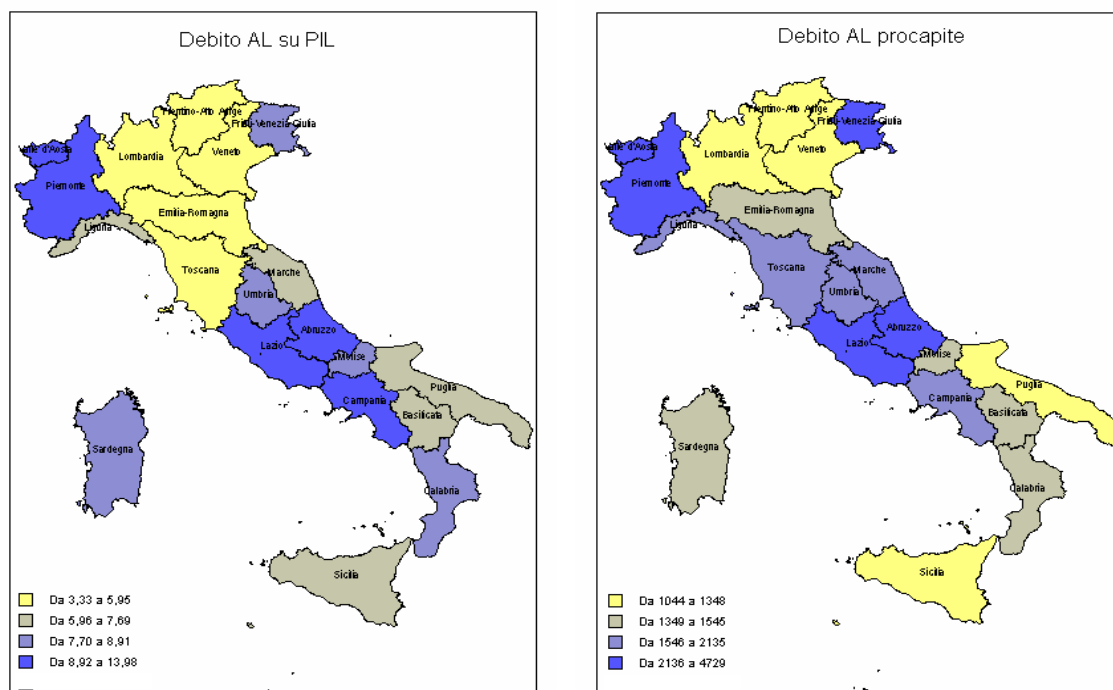 Debito AL su PIL
Trentino-Alto Adige
Friuli-Venezia-Giulia
Valle d'Aosta
Lombardia
Veneto
Piemonte
Emilia-Romagna
Liguria
Toscana
Marche
Umbria
Abruzzo
Lazio
Molise
Puglia
Campania
Basilicata
Sardegna
Calabria
Sicilia
Da 3,33 a 5,95
Da 5,96 a 7,69
Da 7,70 a 8,91
Da 8,92 a 13,98
Debito AL procapite
Trentino-Alto Adige
Friuli-Venezia-Giulia
Valle d'Aosta
Lombardia
Veneto
Piemonte
Emilia-Romagna
Liguria
Toscana
Marche
Umbria
Abruzzo
Lazio
Molise
Puglia
Campania
Basilicata
Sardegna
Calabria
Sicilia
Da 1044 a 1348
Da 1349 a 1545
Da 1546 a 2135
Da 2136 a 4729